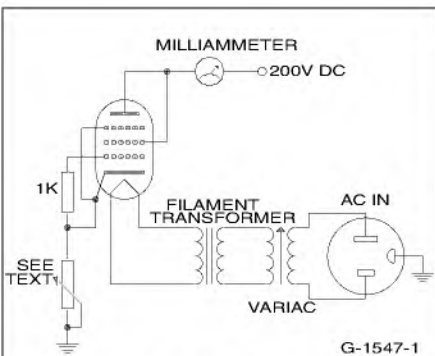 MILLIAMMETER
200V DC
1K
FILAMENT
TRANSFORMER
AC IN
SEE
TEXT
VARIAC
G-1547-1